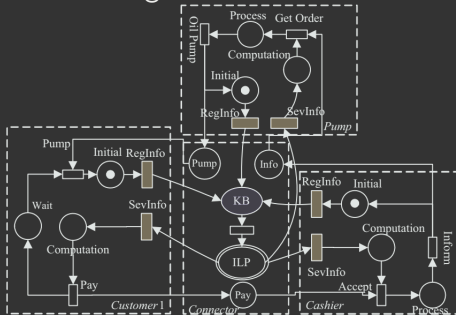 Process
Get Order
Oil Pump
Computation
Initial
RegInfo
SevInfo
Pump
Pump
Initial
RegInfo
Pump
Info
RegInfo
Initial
KB
Wait
SevInfo
Computation
Computation
Inform
ILP
SevInfo
Pay
Pay
Accept
Customer1
Connector
Cashier
Process